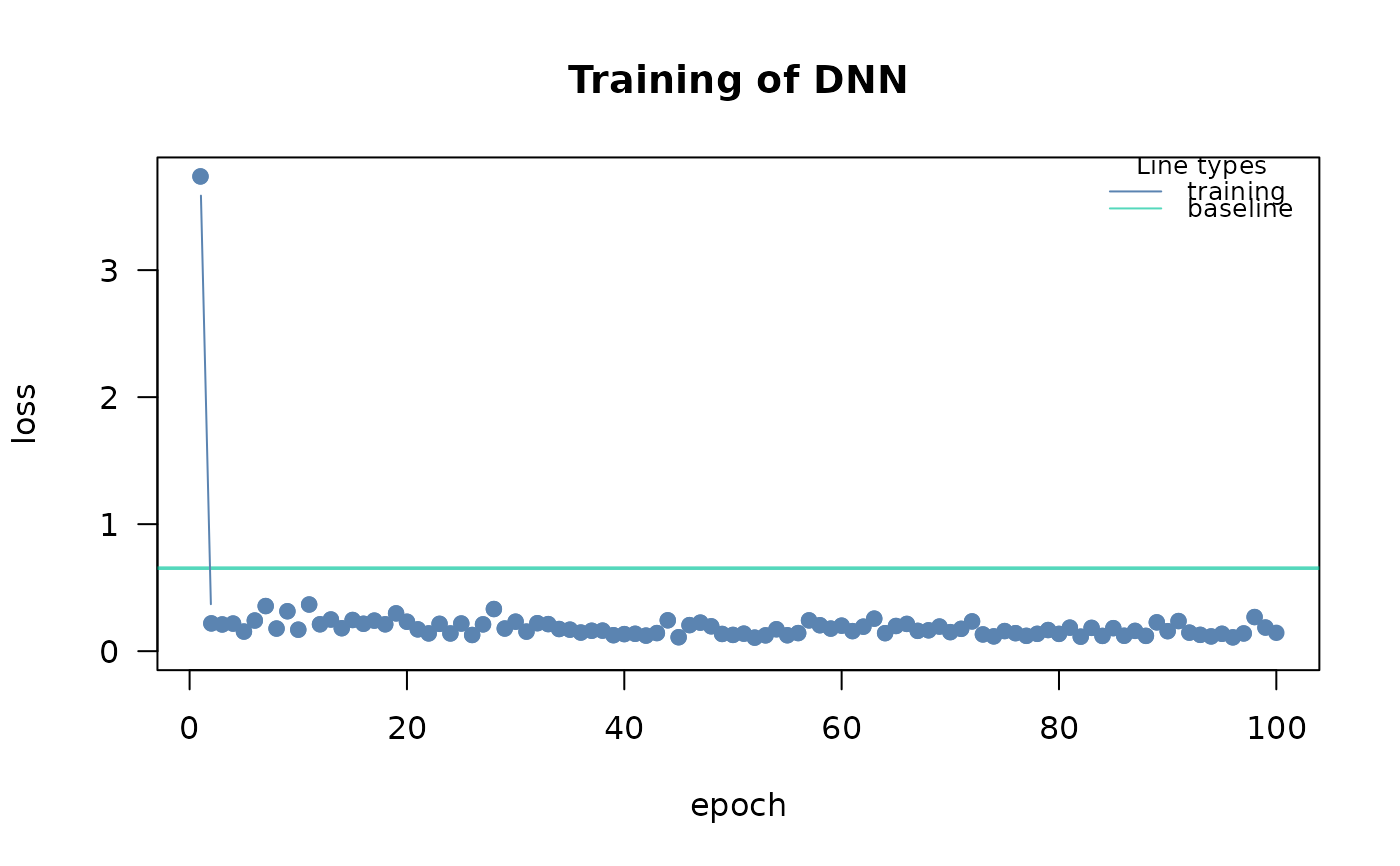 Training of DNN
Line types
training
baseline
loss
3
2
1
0
0 20 40 60 80 100
epoch